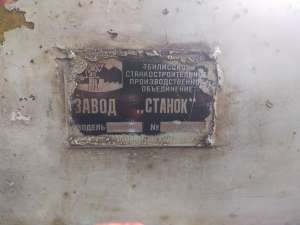 ТБИЛИССКОЕ
СТАНКОСТРОИТЕЛЬНОЕ
ПРОИЗВОДСТВЕННОЕ
ОБЪЕДИНЕНИЕ
ЗАВОД „СТАНОК"
МОДЕЛЬ №